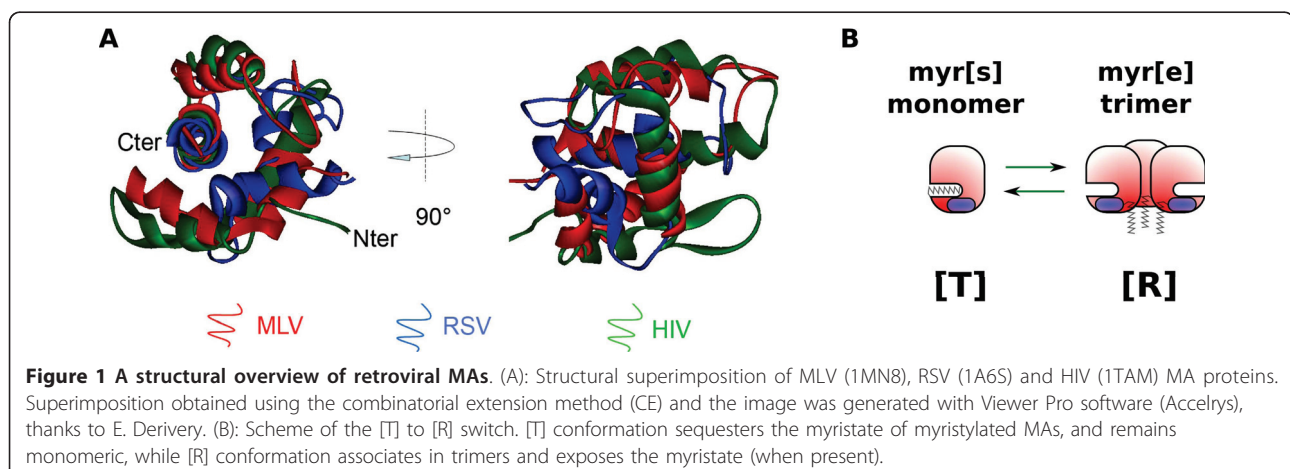 A
B
myr[s]
monomer
myr[e]
trimer
Cter
90°
Nter
[T]
[R]
MLV
RSV
HIV
Figure 1 A structural overview of retroviral MAs. (A): Structural superimposition of MLV (1MN8), RSV (1A6S) and HIV (1TAM) MA proteins.
Superimposition obtained using the combinatorial extension method (CE) and the image was generated with Viewer Pro software (Accelrys),
thanks to E. Derivery. (B): Scheme of the [T] to [R] switch. [T] conformation sequesters the myristate of myristylated MAs, and remains
monomeric, while [R] conformation associates in trimers and exposes the myristate (when present).